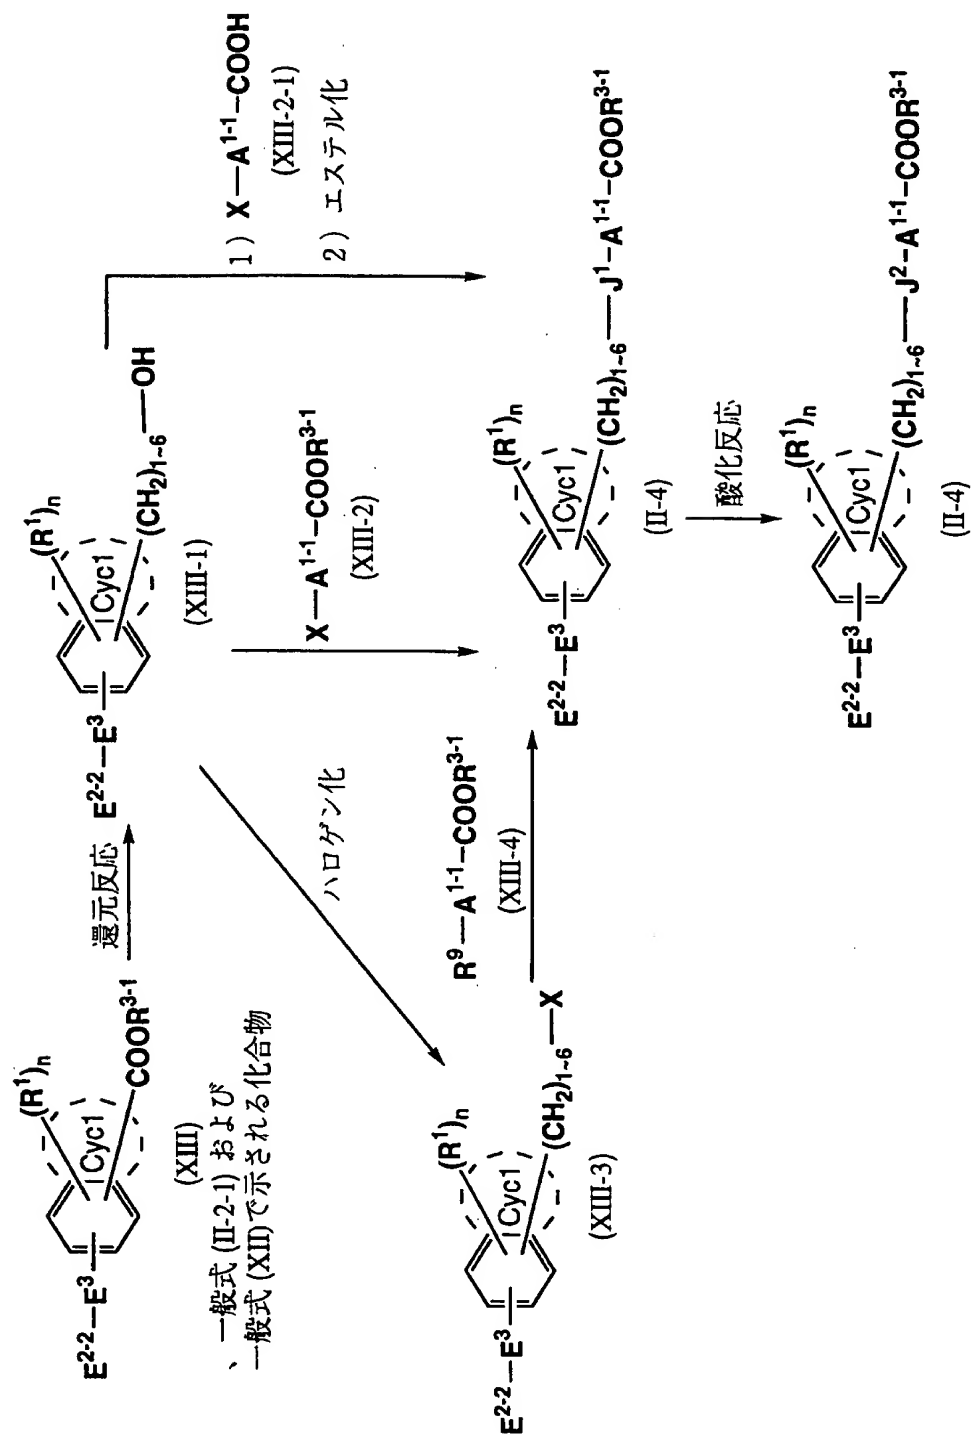 E²⁻²—E³
Cyc1
(R¹)ₙ
COOR³⁻¹
(XIII)
、一般式 (II-2-1) および
一般式 (XII)で示される化合物
還元反応
E²⁻²—E³
Cyc1
(R¹)ₙ
(CH₂)₁~₆—OH
(XIII-1)
1) X—A¹⁻¹—COOH
(XIII-2-1)
2) エステル化
X—A¹⁻¹—COOR³⁻¹
(XIII-2)
ハロゲン化
E²⁻²—E³
Cyc1
(R¹)ₙ
(CH₂)₁~₆—X
(XIII-3)
R⁹—A¹⁻¹—COOR³⁻¹
(XIII-4)
E²⁻²—E³
Cyc1
(R¹)ₙ
(CH₂)₁~₆—J¹-A¹⁻¹—COOR³⁻¹
(II-4)
酸化反応
E²⁻²—E³
Cyc1
(R¹)ₙ
(CH₂)₁~₆—J²-A¹⁻¹—COOR³⁻¹
(II-4)